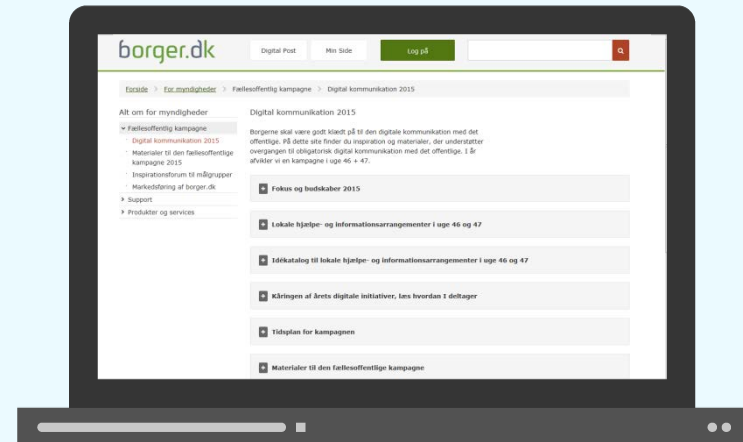 borger.dk
Digital Post
Min Side
Log på
Forside > For myndigheder > Fællesoffentlig kampagne > Digital kommunikation 2015
Alt om for myndigheder
Fællesoffentlig kampagne
Digital kommunikation 2015
Materialer til den fællesoffentlige
kampagne 2015
Inspirationsforum til målgrupper
Markedsføring af borger.dk
Support
Produkter og services
Digital kommunikation 2015
Borgerne skal være godt klædt på til den digitale kommunikation med det
offentlige. På dette site finder du inspiration og materialer, der understøtter
overgangen til obligatorisk digital kommunikation med det offentlige. I år
afvikler vi en kampagne i uge 46 + 47.
Fokus og budskaber 2015
Lokale hjælpe- og informationsarrangementer i uge 46 og 47
Idékatalog til lokale hjælpe- og informationsarrangementer i uge 46 og 47
Kåringen af årets digitale initiativer, læs hvordan I deltager
Tidsplan for kampagnen
Materialer til den fællesoffentlige kampagne